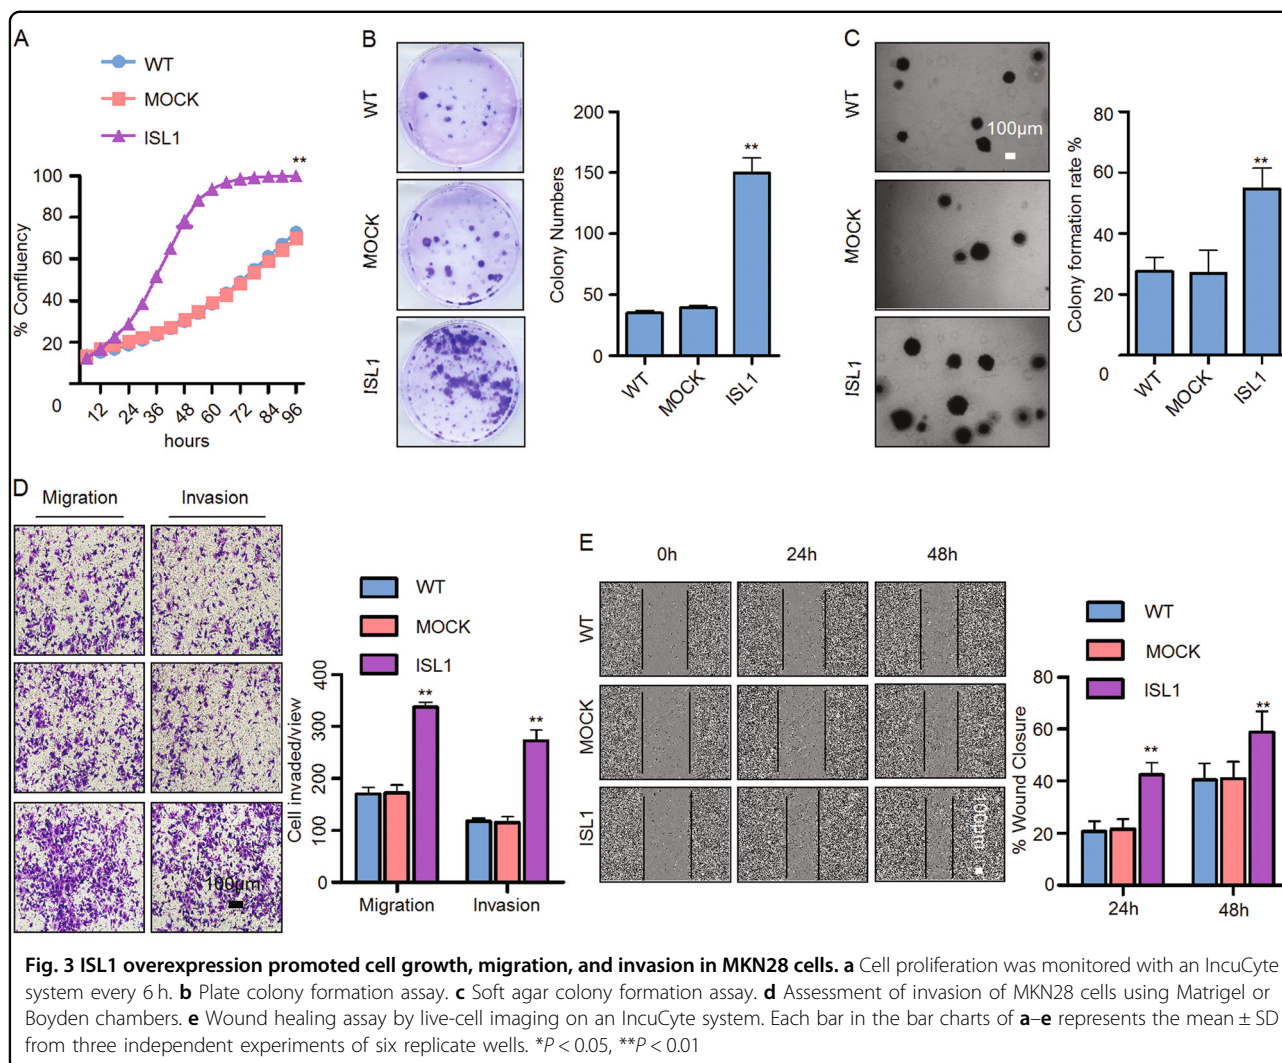 A
WT
MOCK
ISL1
% Confluency
100
80
60
40
20
0
12
24
36
48
60
72
84
96
hours
**
B
WT
MOCK
ISL1
Colony Numbers
200
150
100
50
0
**
WT
MOCK
ISL1
C
WT
100μm
MOCK
ISL1
Colony formation rate %
80
60
40
20
0
**
WT
MOCK
ISL1
D
Migration
Invasion
100μm
WT
MOCK
ISL1
Cell invaded/view
400
300
200
100
0
**
**
Migration
Invasion
E
0h
24h
48h
WT
MOCK
ISL1
100μm
WT
MOCK
ISL1
% Wound Closure
80
60
40
20
0
**
**
24h
48h
Fig. 3 ISL1 overexpression promoted cell growth, migration, and invasion in MKN28 cells. a Cell proliferation was monitored with an IncuCyte
system every 6 h. b Plate colony formation assay. c Soft agar colony formation assay. d Assessment of invasion of MKN28 cells using Matrigel or
Boyden chambers. e Wound healing assay by live-cell imaging on an IncuCyte system. Each bar in the bar charts of a–e represents the mean ± SD
from three independent experiments of six replicate wells. *P < 0.05, **P < 0.01